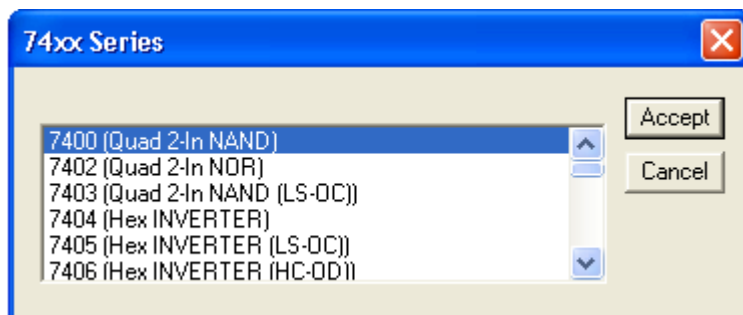 74xx Series
7400 (Quad 2-In NAND)
7402 (Quad 2-In NOR)
7403 (Quad 2-In NAND (LS-OC))
7404 (Hex INVERTER)
7405 (Hex INVERTER (LS-OC))
7406 (Hex INVERTER (HC-OD))
Accept
Cancel